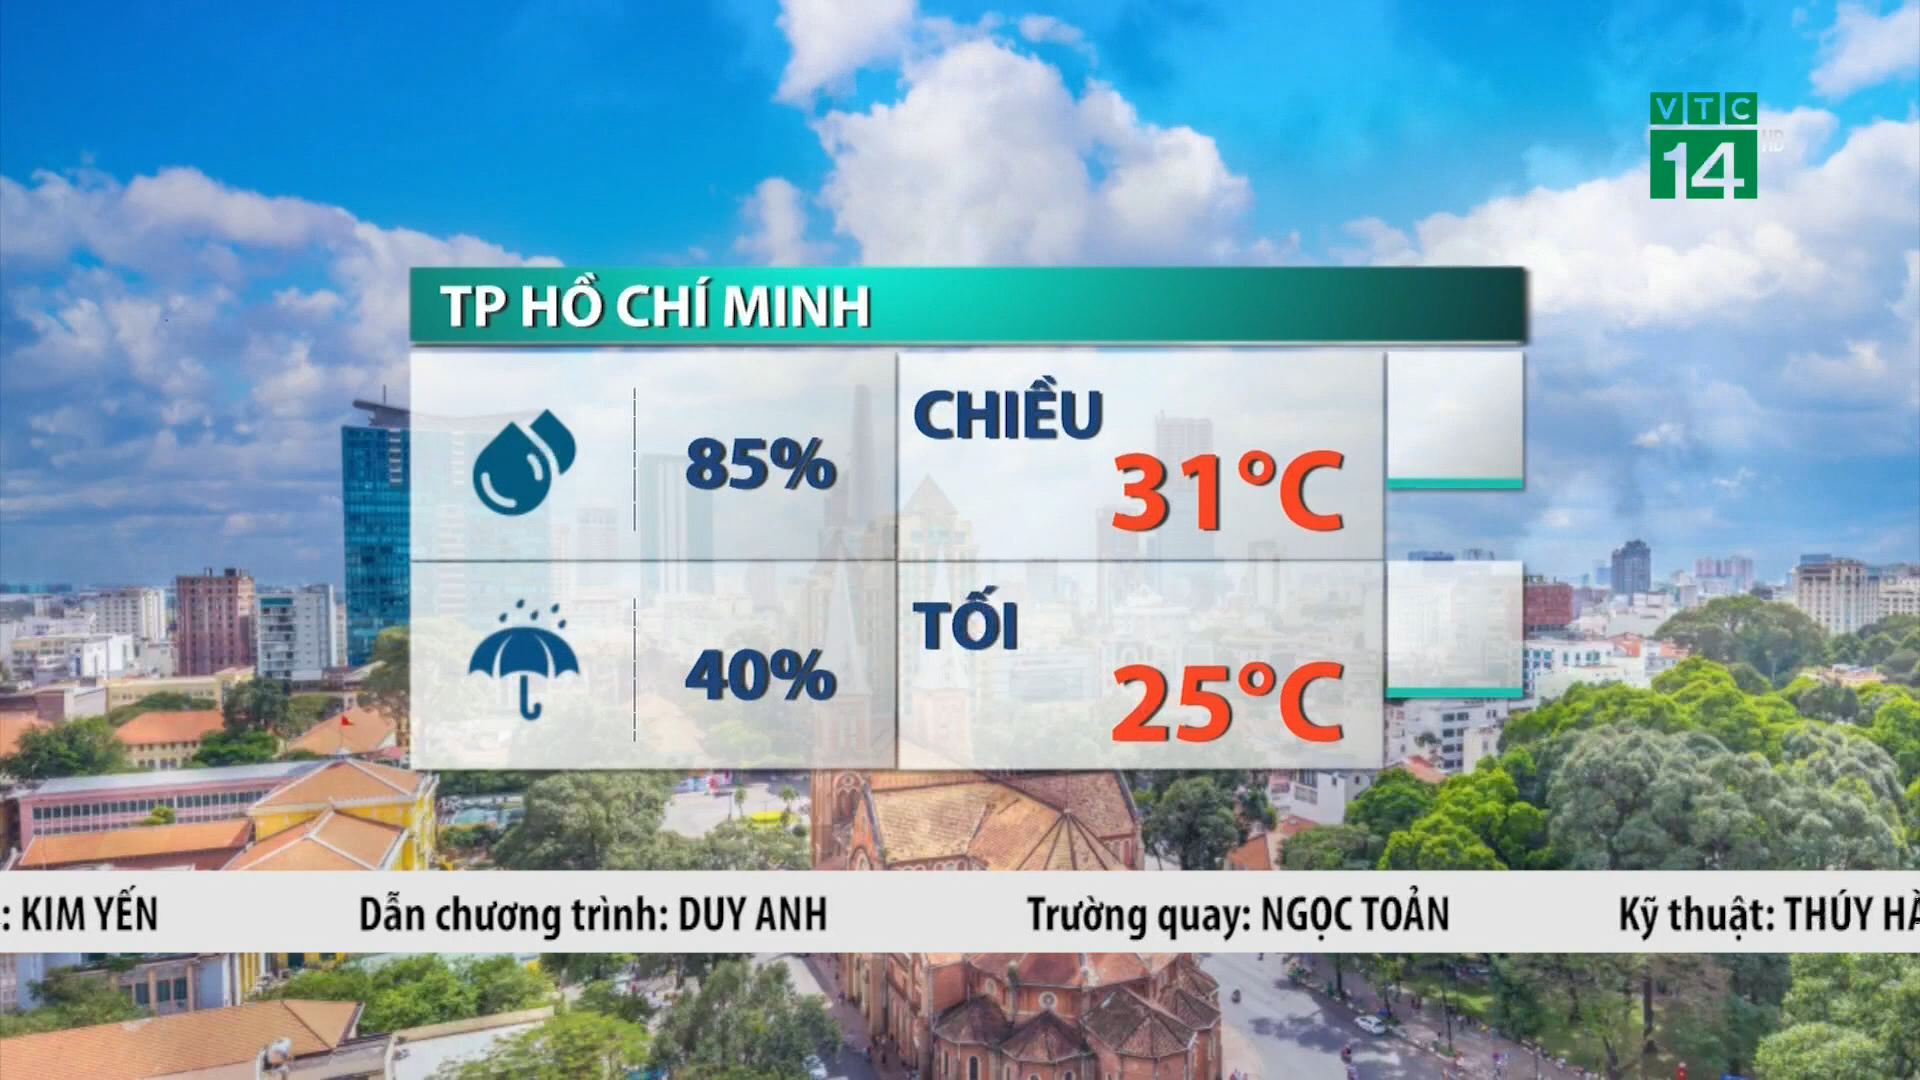 VTC
14
HD
TP HỒ CHÍ MINH
85%
CHIỀU
31°C
40%
TỐI
25°C
: KIM YẾN Dẫn chương trình: DUY ANH Trường quay: NGỌC TOẢN Kỹ thuật: THÚY HÀ